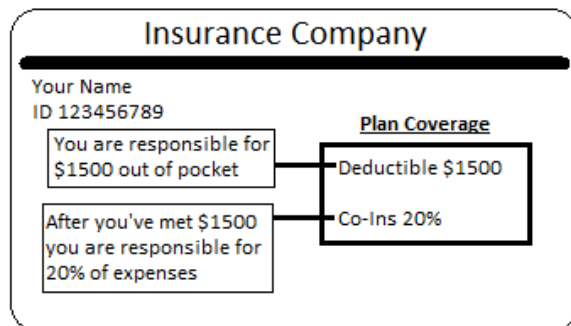 Insurance Company
Your Name
ID 123456789
Plan Coverage
You are responsible for
$1500 out of pocket
Deductible $1500
After you've met $1500
you are responsible for
20% of expenses
Co-Ins 20%